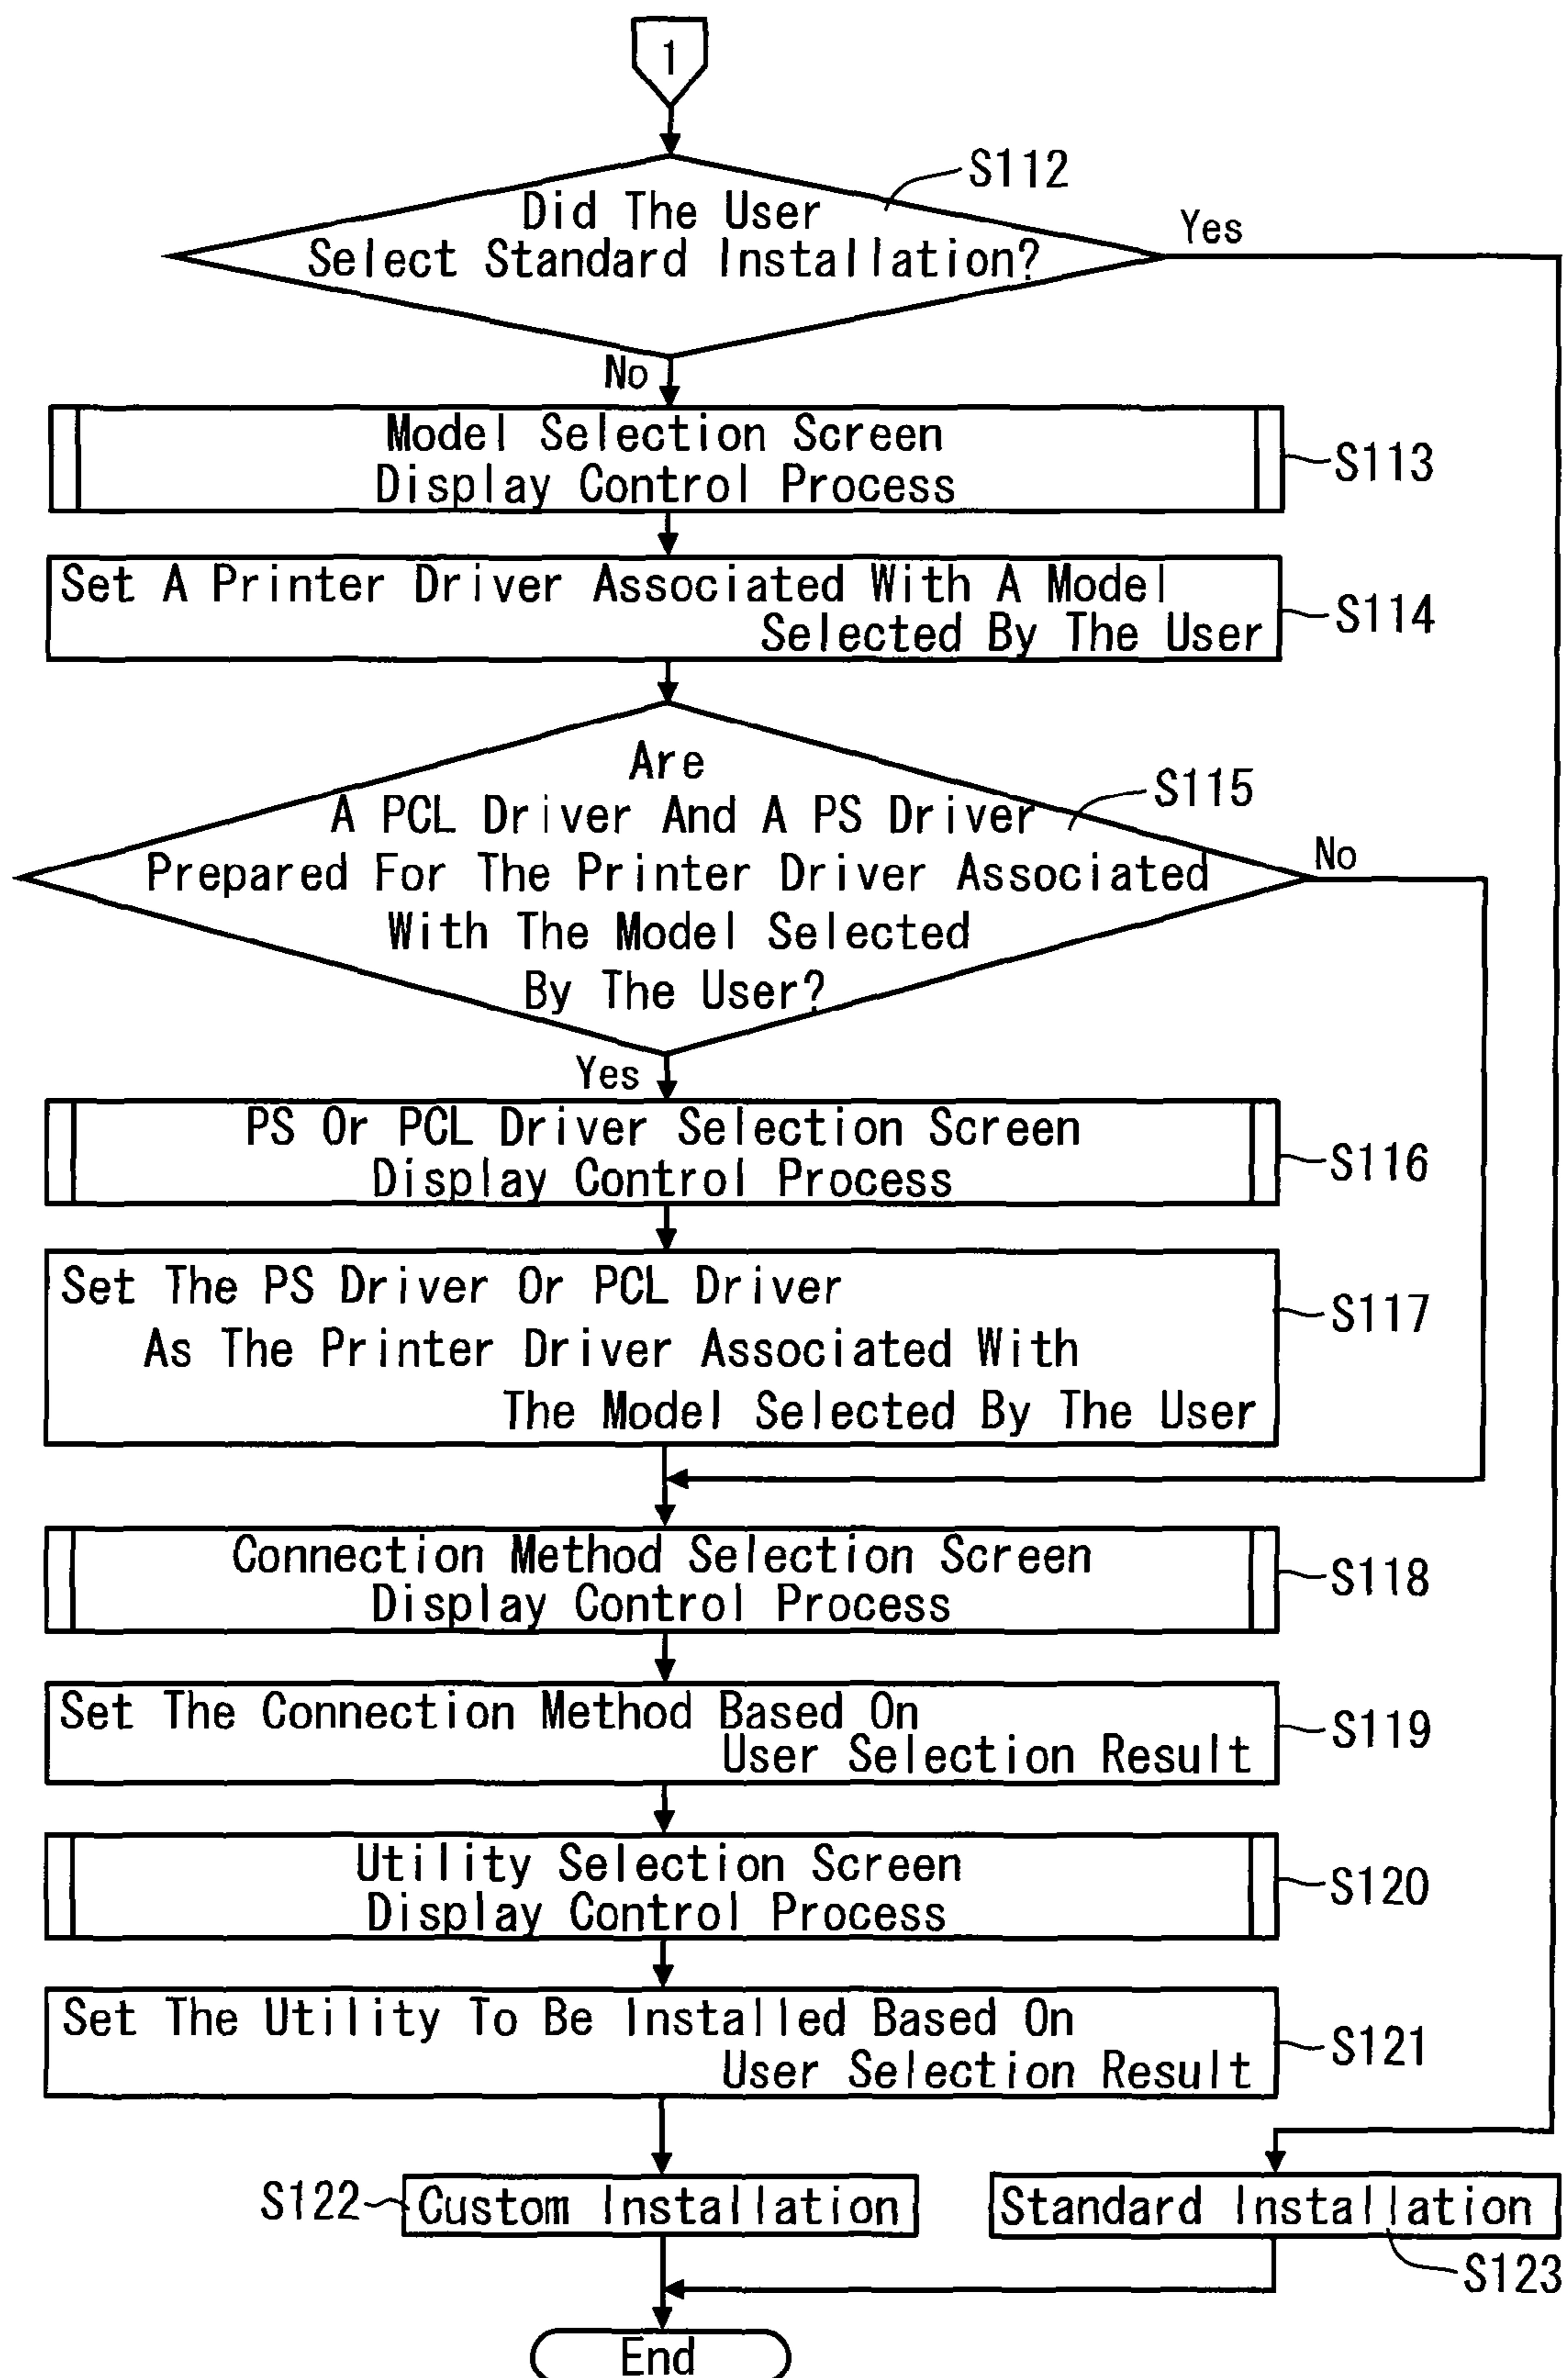 1
S112
Did The User
Select Standard Installation?
Yes
No
Model Selection Screen
Display Control Process
S113
Set A Printer Driver Associated With A Model
Selected By The User
S114
Are
A PCL Driver And A PS Driver
Prepared For The Printer Driver Associated
With The Model Selected
By The User?
S115
No
Yes
PS Or PCL Driver Selection Screen
Display Control Process
S116
Set The PS Driver Or PCL Driver
As The Printer Driver Associated With
The Model Selected By The User
S117
Connection Method Selection Screen
Display Control Process
S118
Set The Connection Method Based On
User Selection Result
S119
Utility Selection Screen
Display Control Process
S120
Set The Utility To Be Installed Based On
User Selection Result
S121
S122
Custom Installation
Standard Installation
S123
End